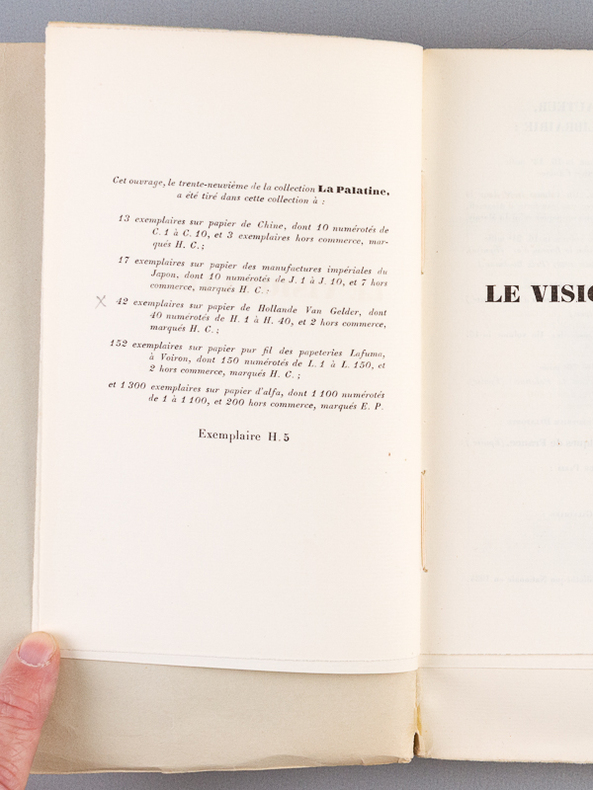 Cet ouvrage, le trente-neuvième de la collection La Palatine,
a été tiré dans cette collection à :
13 exemplaires sur papier de Chine, dont 10 numérotés de
C. 1 à C. 10, et 3 exemplaires hors commerce, mar-
qués H. C. ;
17 exemplaires sur papier des manufactures impériales du
Japon, dont 10 numérotés de J. 1 à J. 10, et 7 hors
commerce, marqués H. C. :
42 exemplaires sur papier de Hollande Van Gelder, dont
40 numérotés de H. 1 à H. 40, et 2 hors commerce,
marqués H. C. ;
152 exemplaires sur papier pur fil des papeteries Lafuma,
à Voiron, dont 150 numérotés de L. 1 à L. 150, et
2 hors commerce, marqués H. C. ;
et 1 300 exemplaires sur papier d'alfa, dont 1 100 numérotés
de 1 à 1 100, et 200 hors commerce, marqués E. P.
Exemplaire H. 5
LE VISIO